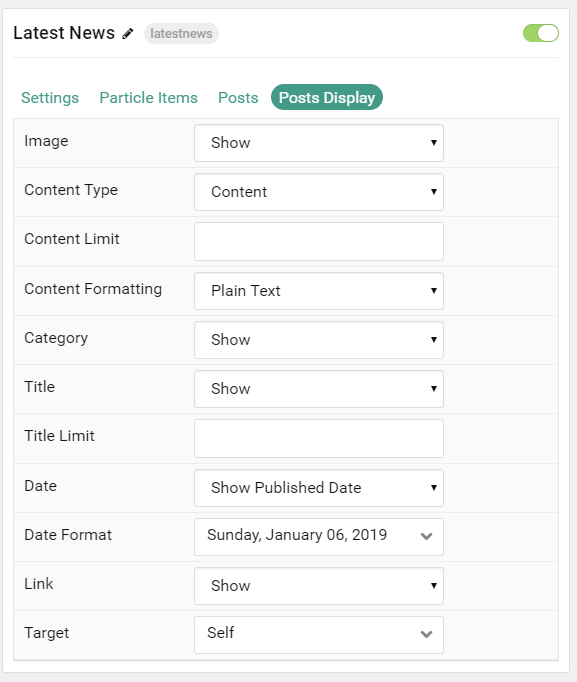 Latest News latestnews
Settings Particle Items Posts Posts Display
Image Show
Content Type Content
Content Limit
Content Formatting Plain Text
Category Show
Title Show
Title Limit
Date Show Published Date
Date Format Sunday, January 06, 2019
Link Show
Target Self